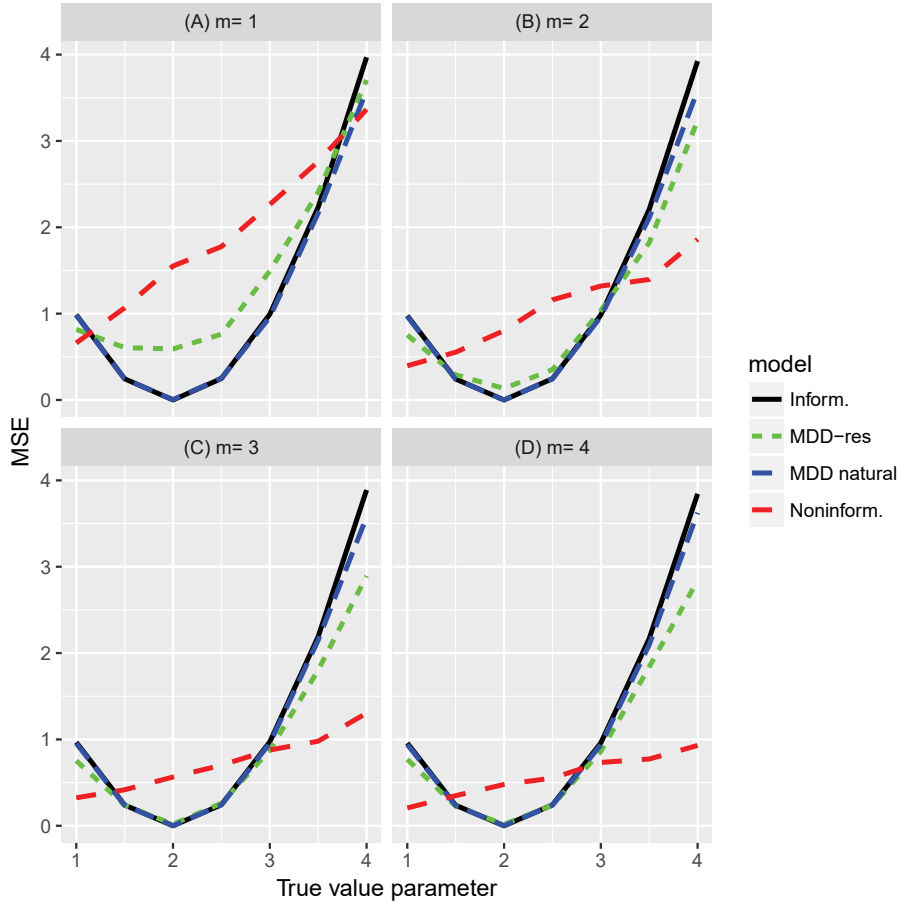 (A) m= 1
(B) m= 2
4
3
2
1
0
MSE
(C) m= 3
(D) m= 4
4
3
2
1
0
1 2 3 4
1 2 3 4
True value parameter
model
Inform.
MDD−res
MDD natural
Noninform.